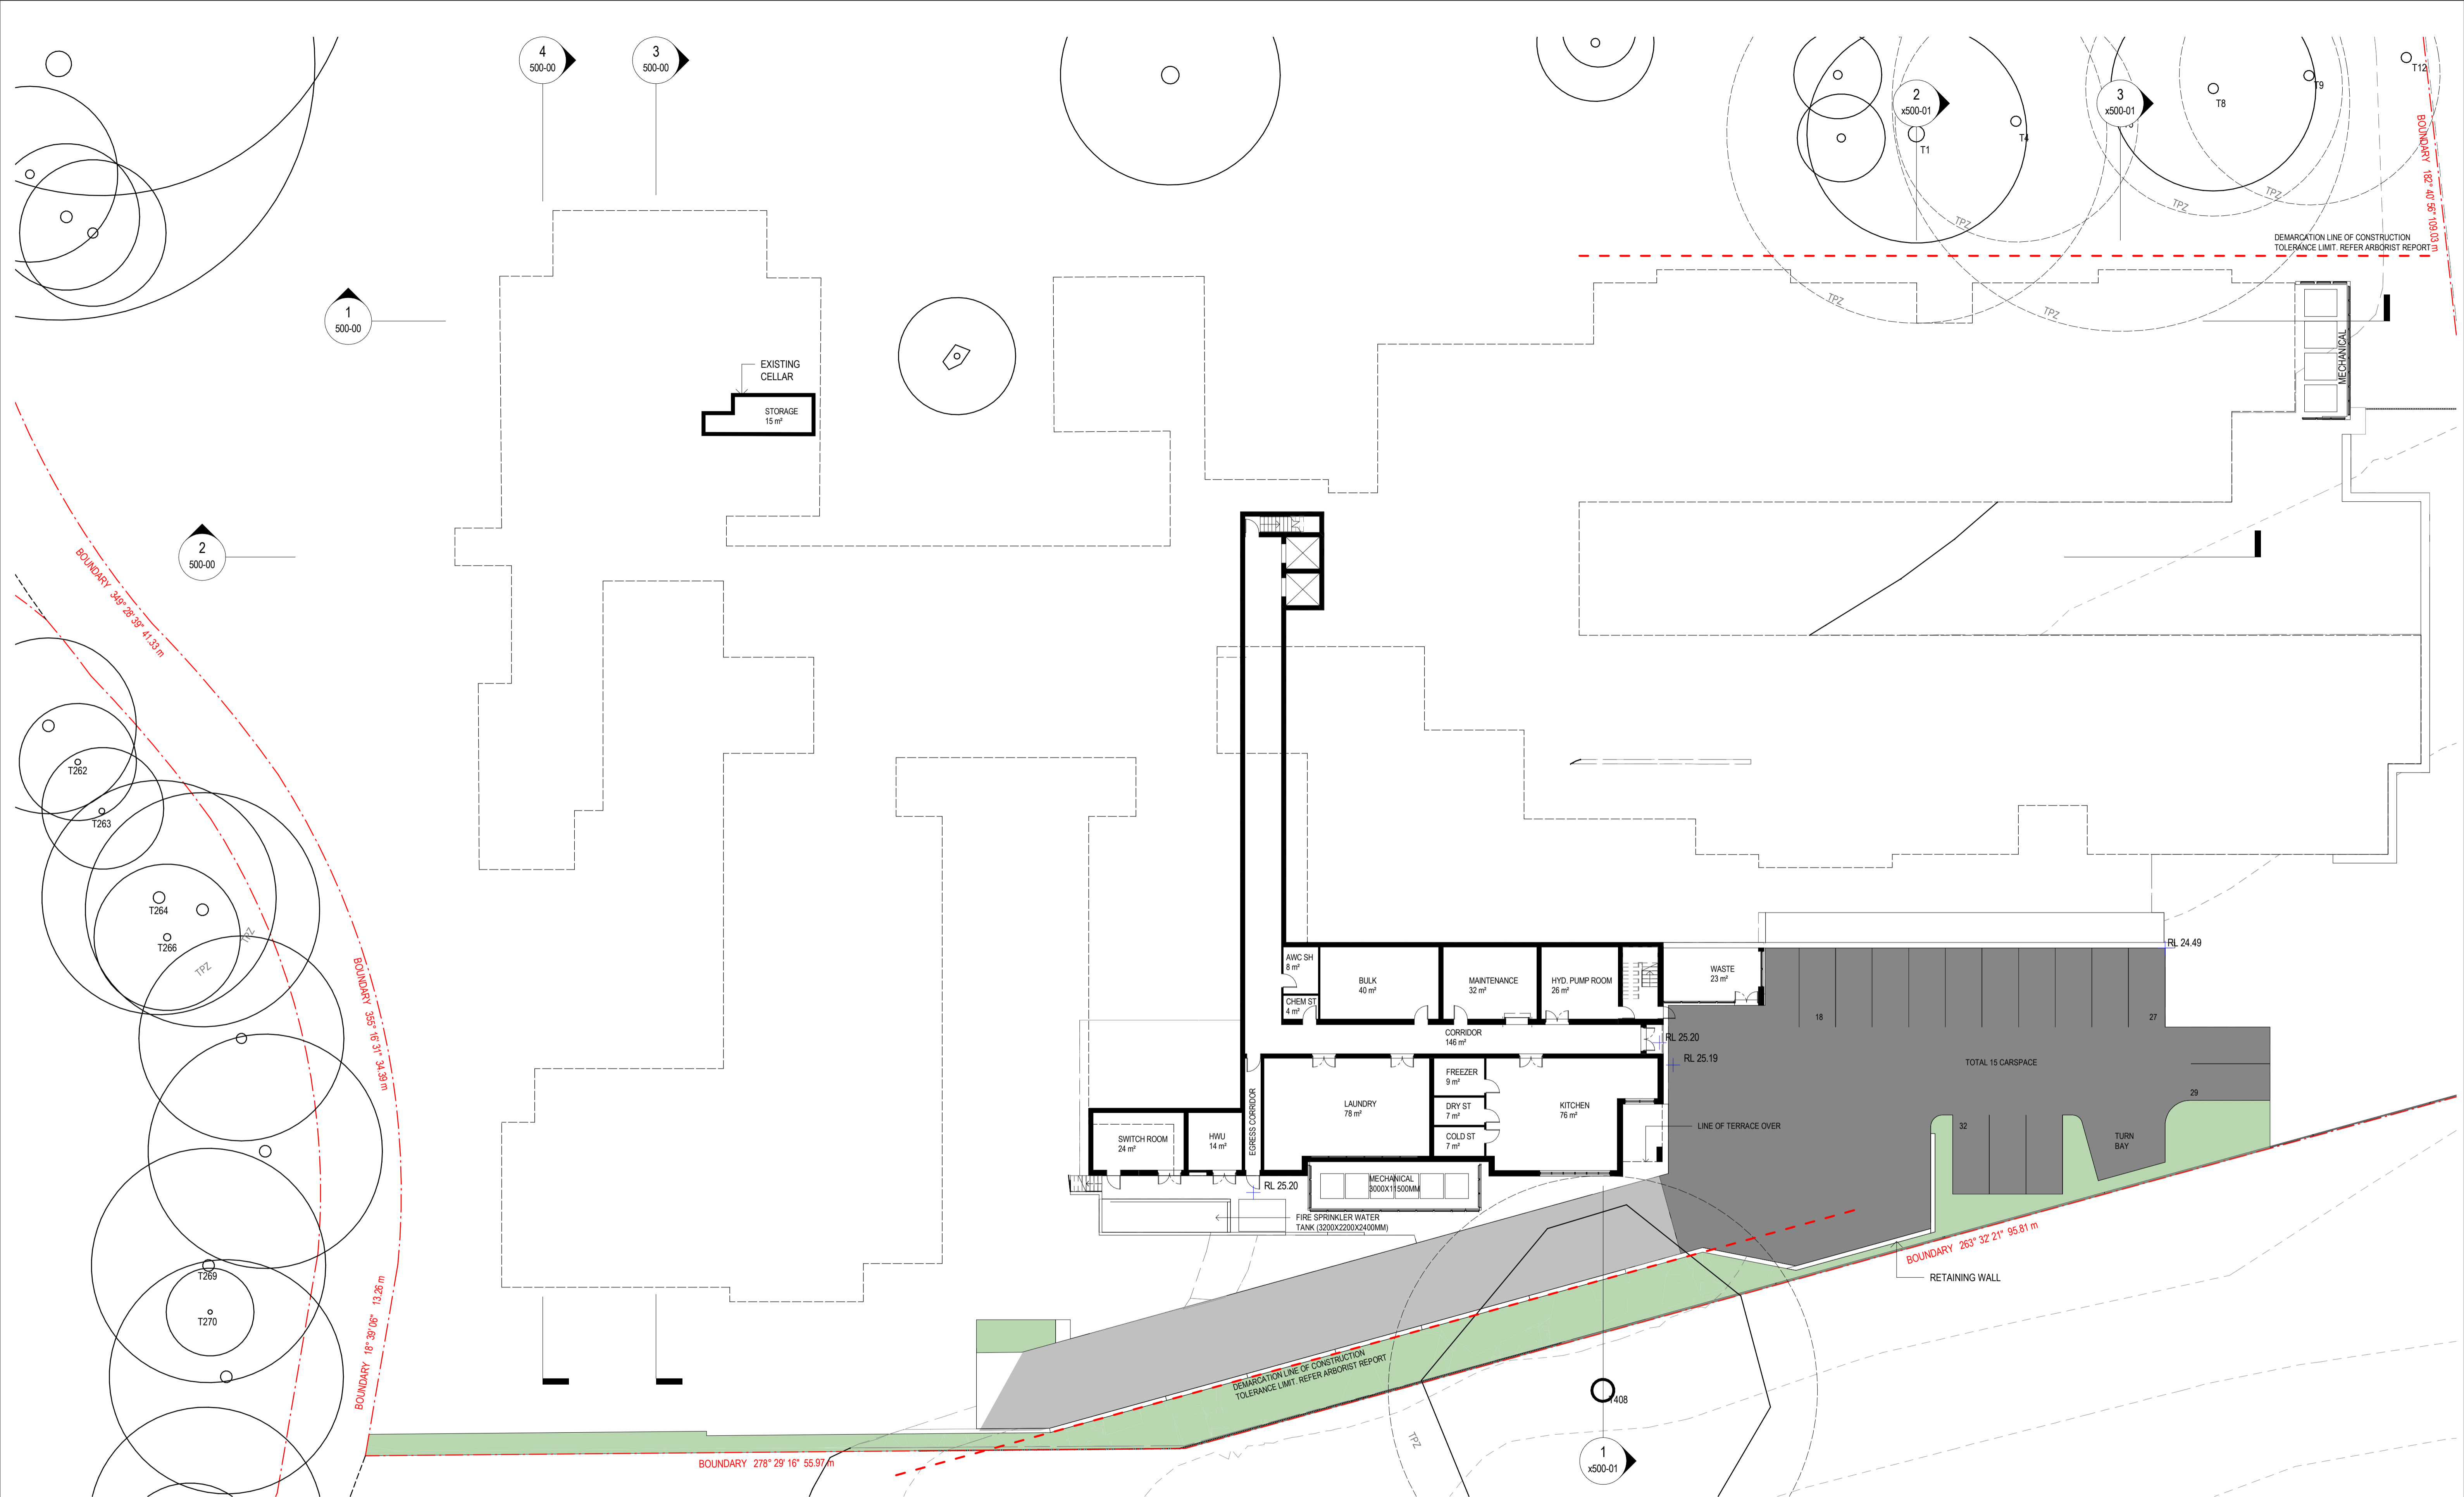 4
500-00
3
500-00
2
x500-01
3
x500-01
T1
T4
T8
T9
T12
TPZ
TPZ
TPZ
TPZ
TPZ
BOUNDARY 182° 40' 56" 109.03 m
DEMARCATION LINE OF CONSTRUCTION
TOLERANCE LIMIT. REFER ARBORIST REPORT
MECHANICAL
1
500-00
EXISTING
CELLAR
STORAGE
15 m²
2
500-00
BOUNDARY 349° 28' 39" 41.33 m
T262
T263
T264
T266
TPZ
TPZ
BOUNDARY 355° 16' 31" 34.39 m
T269
T270
BOUNDARY 18° 39' 06" 13.26 m
AWC SH
8 m²
CHEM ST
4 m²
BULK
40 m²
MAINTENANCE
32 m²
HYD. PUMP ROOM
26 m²
WASTE
23 m²
RL 24.49
CORRIDOR
146 m²
RL 25.20
RL 25.19
18
27
TOTAL 15 CARSPACE
29
32
TURN
BAY
FREEZER
9 m²
DRY ST
7 m²
COLD ST
7 m²
KITCHEN
76 m²
LAUNDRY
78 m²
EGRESS CORRIDOR
SWITCH ROOM
24 m²
HWU
14 m²
LINE OF TERRACE OVER
RL 25.20
MECHANICAL
3000X11500MM
FIRE SPRINKLER WATER
TANK (3200X2200X2400MM)
BOUNDARY 263° 32' 21" 95.81 m
RETAINING WALL
DEMARCATION LINE OF CONSTRUCTION
TOLERANCE LIMIT. REFER ARBORIST REPORT
T408
TPZ
1
x500-01
BOUNDARY 278° 29' 16" 55.97 m